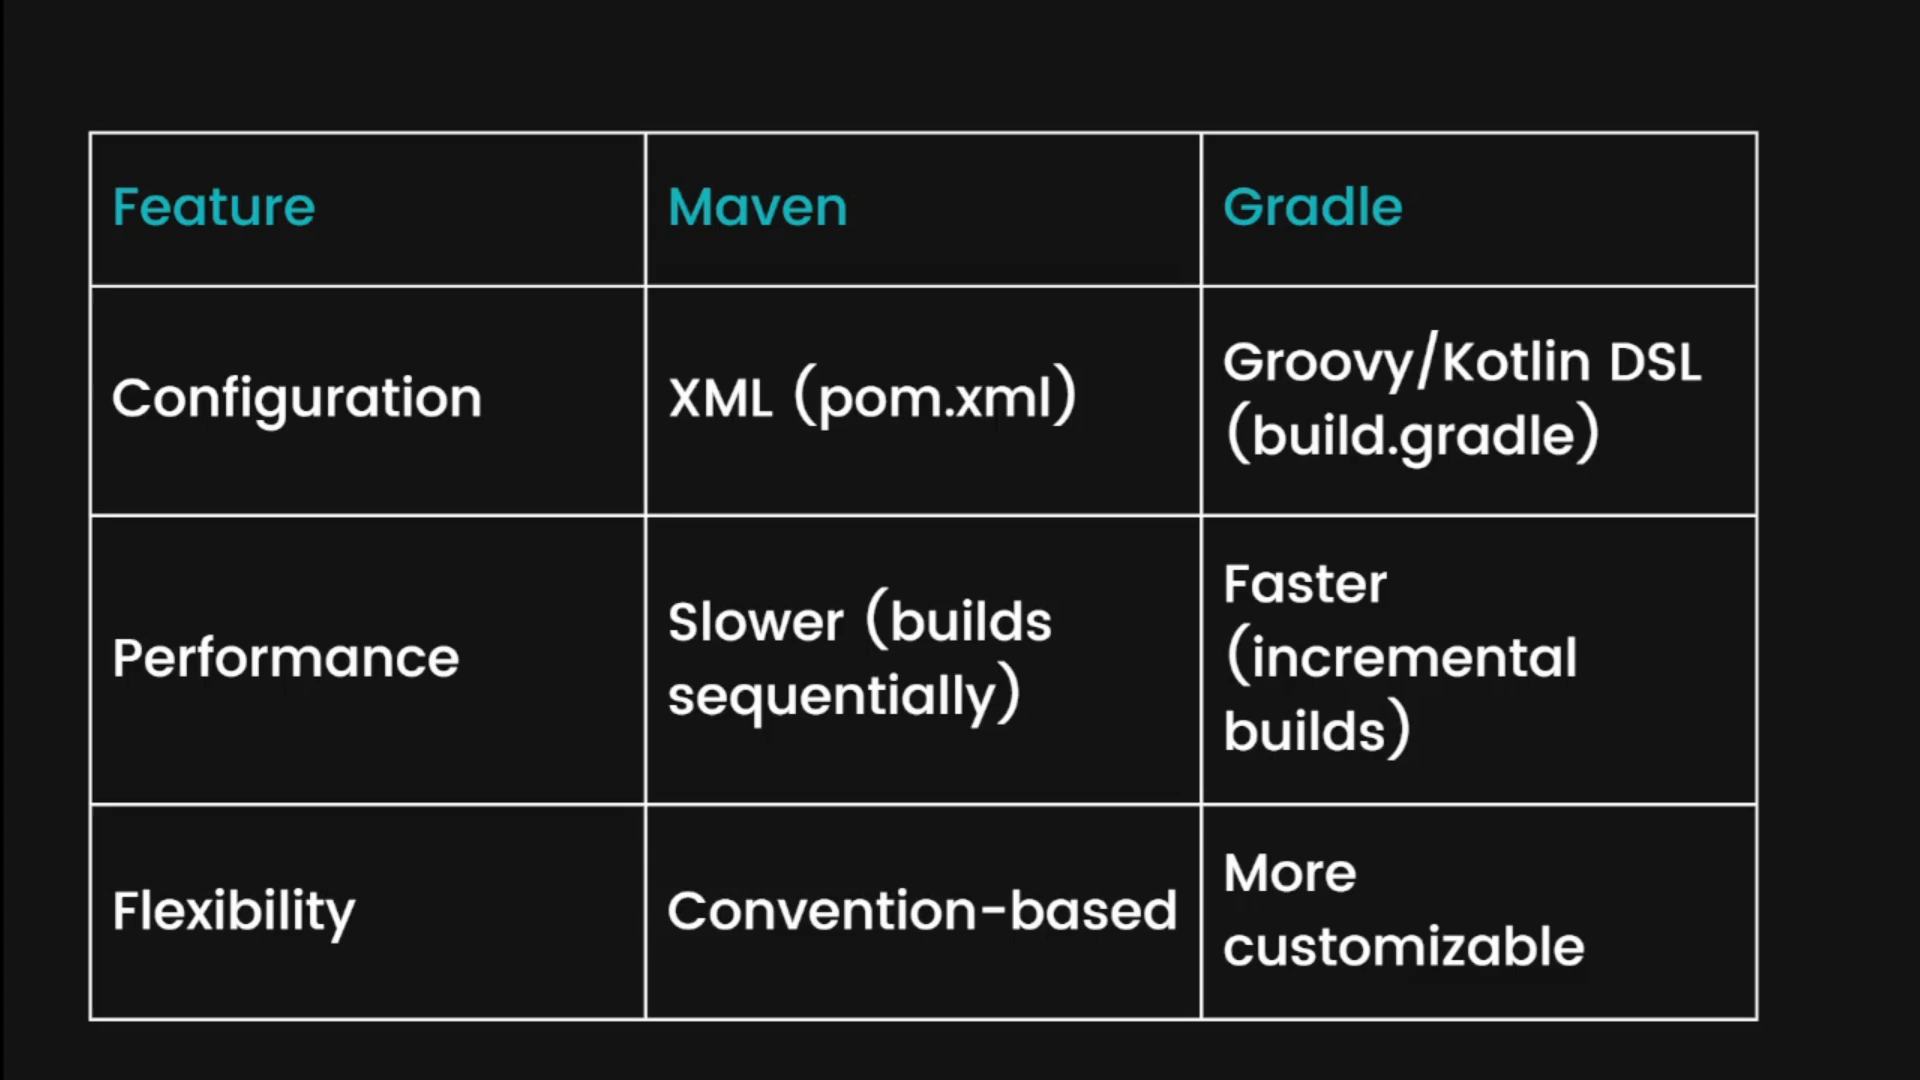 Feature
Maven
Gradle
Configuration
XML (pom.xml)
Groovy/Kotlin DSL
(build.gradle)
Performance
Slower (builds
sequentially)
Faster
(incremental
builds)
Flexibility
Convention-based
More
customizable